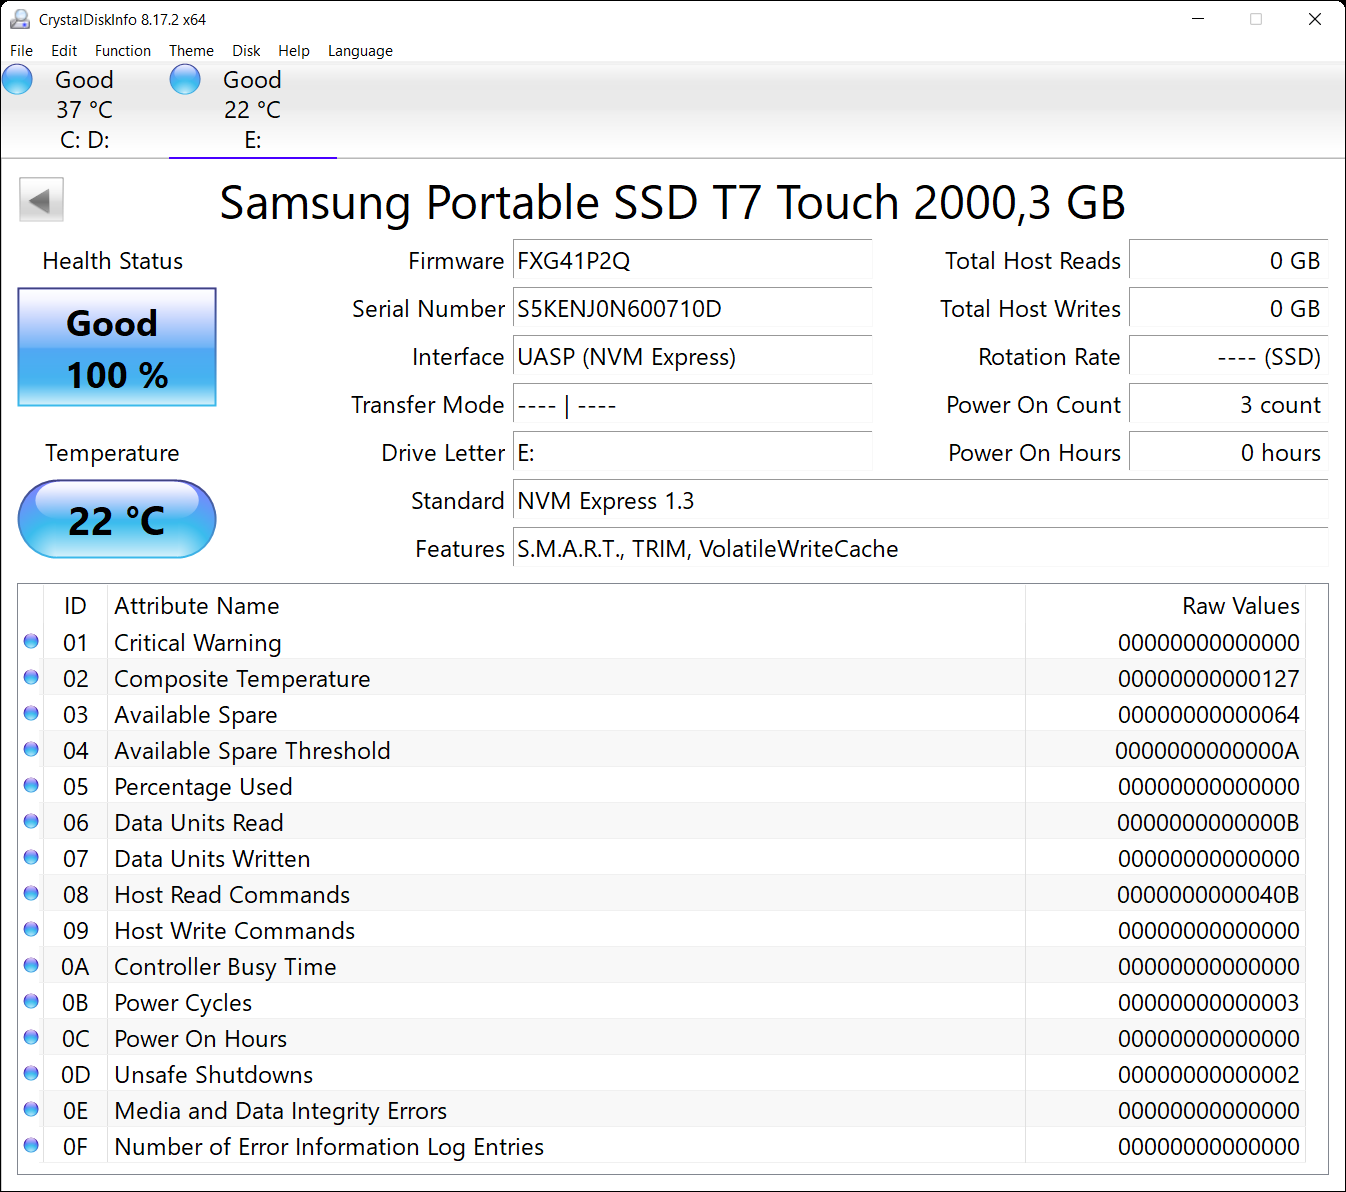 CrystalDiskInfo 8.17.2 x64
File Edit Function Theme Disk Help Language
Good Good
37 °C 22 °C
C: D: E:
Samsung Portable SSD T7 Touch 2000,3 GB
Health Status Firmware FXG41P2Q Total Host Reads 0 GB
Good Serial Number S5KENJ0N600710D Total Host Writes 0 GB
100 % Interface UASP (NVM Express) Rotation Rate ---- (SSD)
Transfer Mode ---- | ---- Power On Count 3 count
Temperature Drive Letter E: Power On Hours 0 hours
22 °C Standard NVM Express 1.3
Features S.M.A.R.T., TRIM, VolatileWriteCache
ID Attribute Name Raw Values
01 Critical Warning 00000000000000
02 Composite Temperature 00000000000127
03 Available Spare 00000000000064
04 Available Spare Threshold 0000000000000A
05 Percentage Used 00000000000000
06 Data Units Read 0000000000000B
07 Data Units Written 00000000000000
08 Host Read Commands 0000000000040B
09 Host Write Commands 00000000000000
0A Controller Busy Time 00000000000000
0B Power Cycles 00000000000003
0C Power On Hours 00000000000000
0D Unsafe Shutdowns 00000000000002
0E Media and Data Integrity Errors 00000000000000
0F Number of Error Information Log Entries 00000000000000